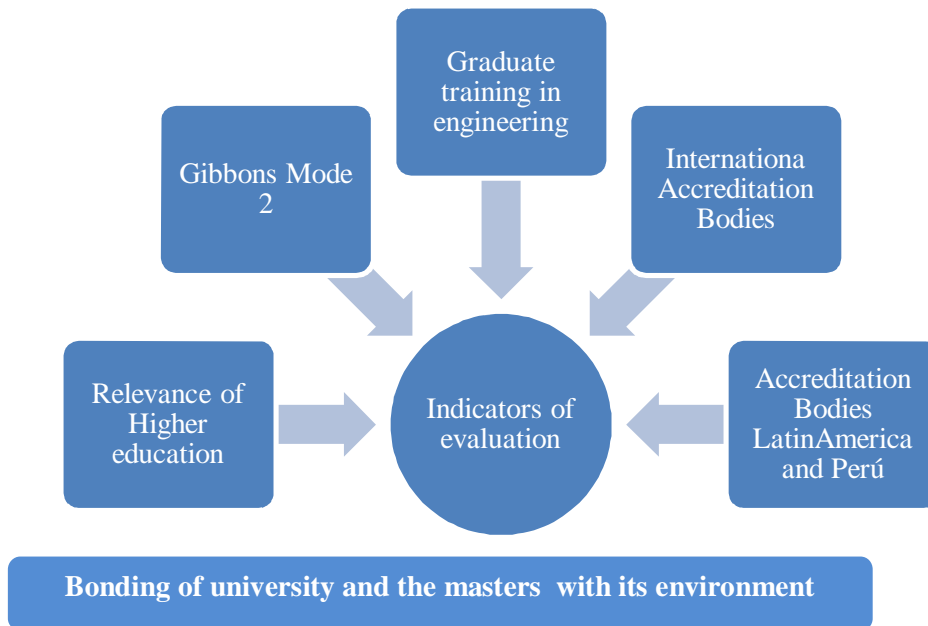 Graduate
training in
engineering
Gibbons Mode
2
Internationa
Accreditation
Bodies
Relevance of
Higher
education
Indicators of
evaluation
Accreditation
Bodies
LatinAmerica
and Perú
Bonding of university and the masters with its environment